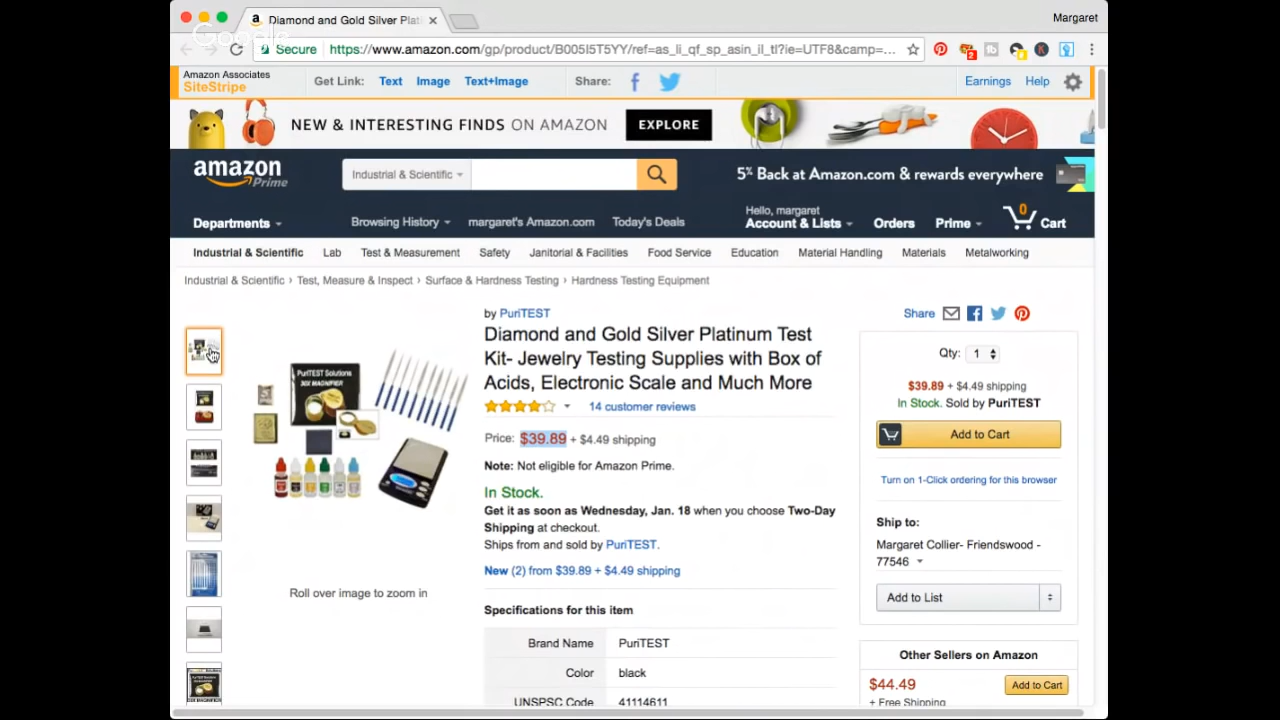 Diamond and Gold Silver Plati
Margaret
Google
Secure
https://www.amazon.com/gp/product/B005I5T5YY/ref=as_li_qf_sp_asin_il_tl?ie=UTF8&camp=...
Amazon Associates
SiteStripe
Get Link: Text Image Text+Image
Share:
Earnings Help
NEW & INTERESTING FINDS ON AMAZON
EXPLORE
amazon
Prime
Industrial & Scientific
5% Back at Amazon.com & rewards everywhere
Departments
Browsing History
margaret's Amazon.com
Today's Deals
Hello, margaret
Account & Lists
Orders
Prime
0
Cart
Industrial & Scientific Lab Test & Measurement Safety Janitorial & Facilities Food Service Education Material Handling Materials Metalworking
Industrial & Scientific › Test, Measure & Inspect › Surface & Hardness Testing › Hardness Testing Equipment
by PuriTEST
Diamond and Gold Silver Platinum Test
Kit- Jewelry Testing Supplies with Box of
Acids, Electronic Scale and Much More
14 customer reviews
Price: $39.89 + $4.49 shipping
Note: Not eligible for Amazon Prime.
In Stock.
Get it as soon as Wednesday, Jan. 18 when you choose Two-Day
Shipping at checkout.
Ships from and sold by PuriTEST.
New (2) from $39.89 + $4.49 shipping
Specifications for this item
Brand Name PuriTEST
Color black
UNSPSC Code 41114611
PuriTEST Solutions
30X MAGNIFIER
Roll over image to zoom in
Share
Qty: 1
$39.89 + $4.49 shipping
In Stock. Sold by PuriTEST
Add to Cart
Turn on 1-Click ordering for this browser
Ship to:
Margaret Collier- Friendswood -
77546
Add to List
Other Sellers on Amazon
$44.49
Add to Cart
+ Free Shipping